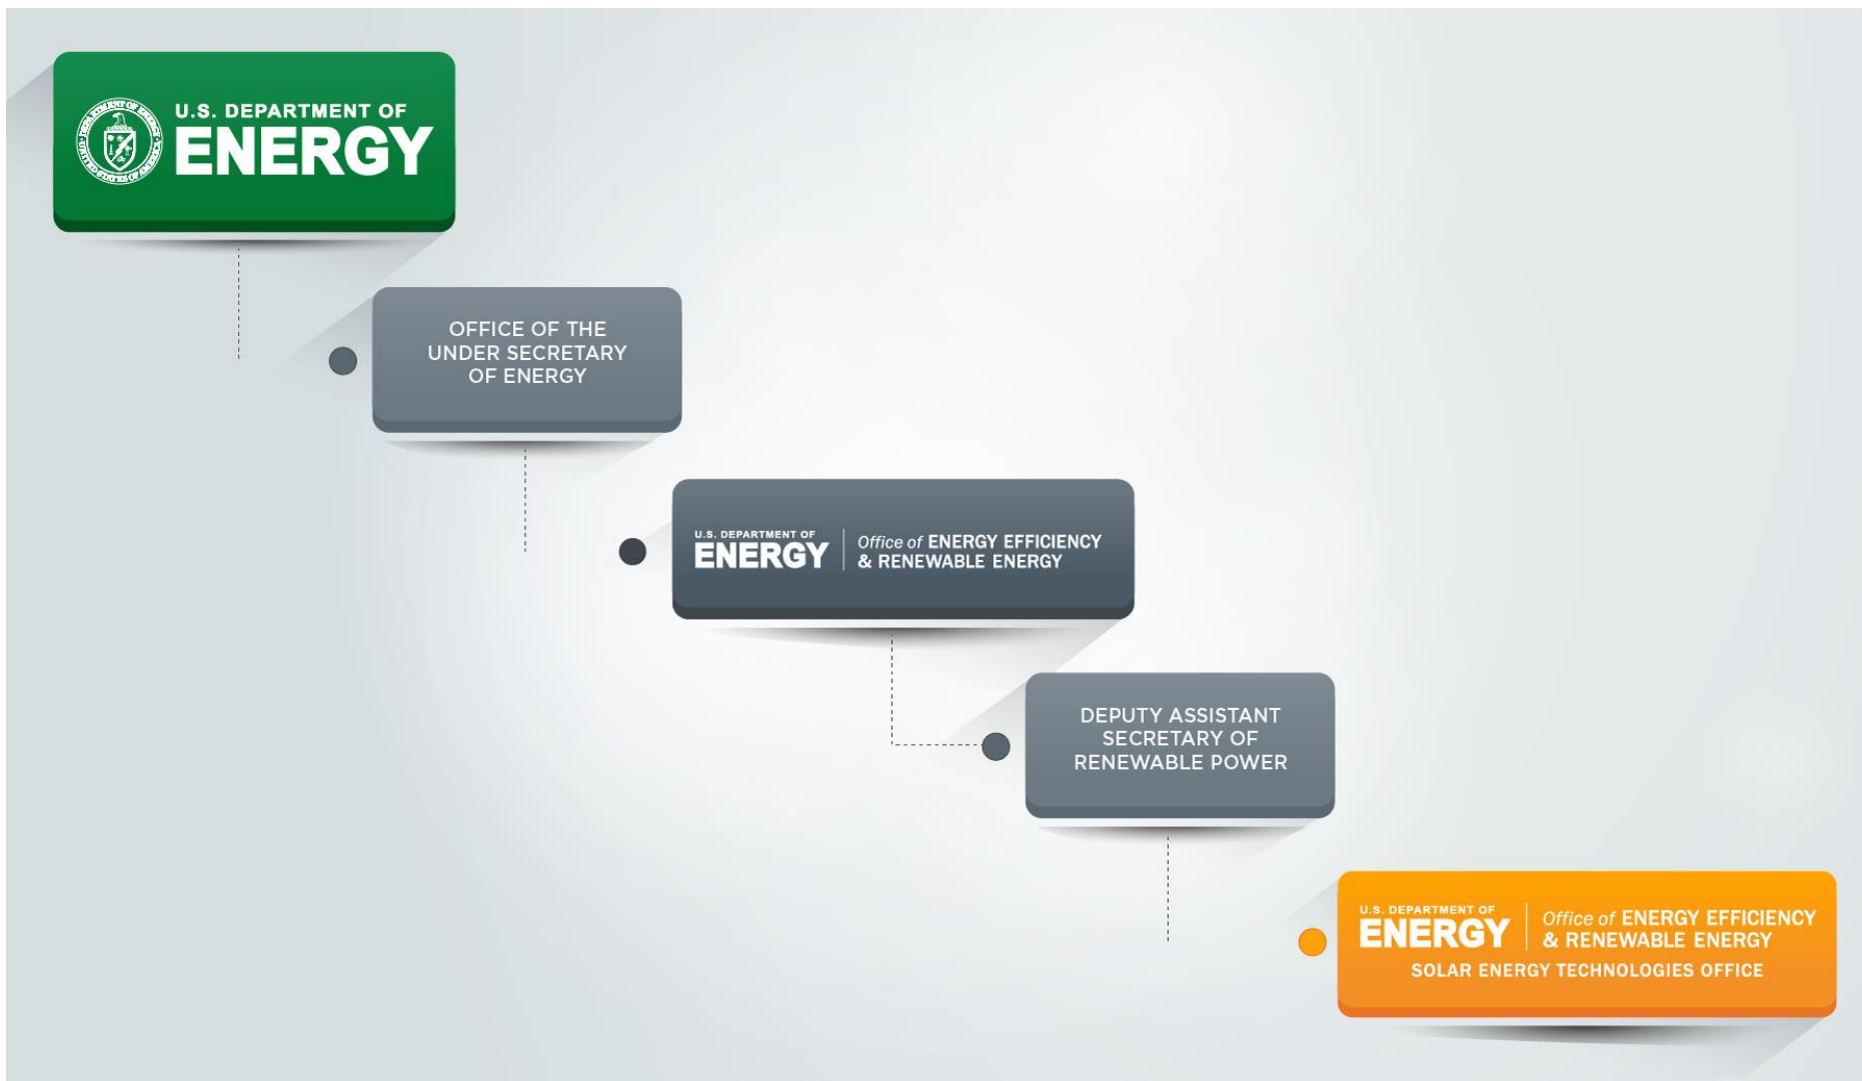 U.S. DEPARTMENT OF
ENERGY
OFFICE OF THE
UNDER SECRETARY
OF ENERGY
U.S. DEPARTMENT OF
ENERGY
Office of ENERGY EFFICIENCY
& RENEWABLE ENERGY
DEPUTY ASSISTANT
SECRETARY OF
RENEWABLE POWER
U.S. DEPARTMENT OF
ENERGY
Office of ENERGY EFFICIENCY
& RENEWABLE ENERGY
SOLAR ENERGY TECHNOLOGIES OFFICE